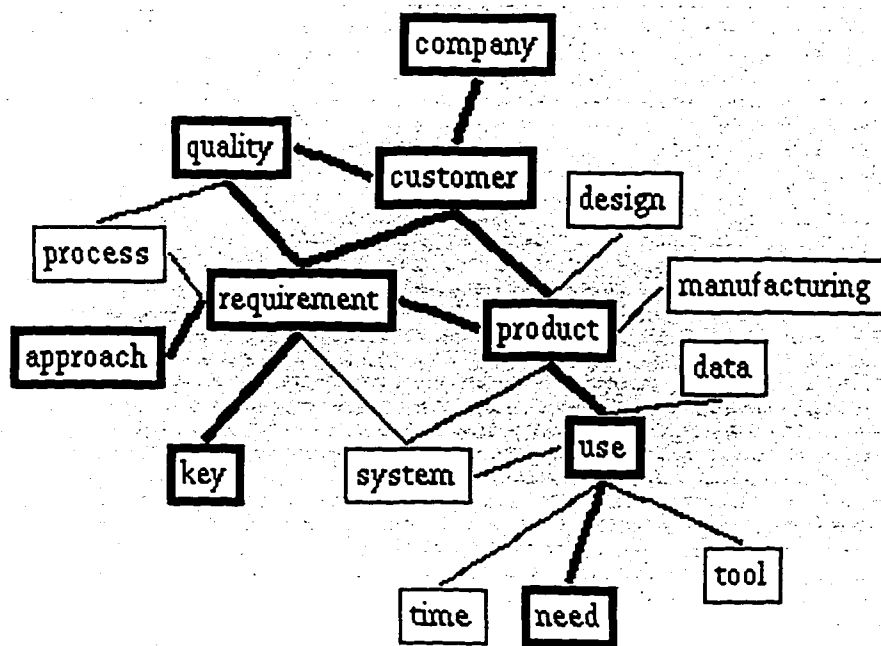 company
quality
customer
design
process
requirement
manufacturing
product
approach
data
key
system
use
tool
time
need